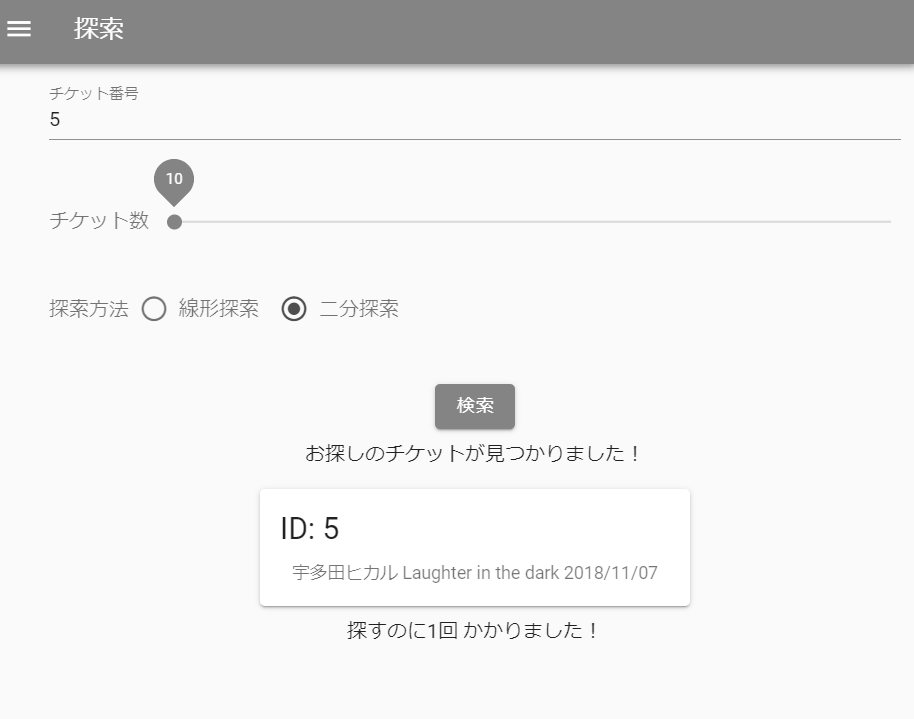 探索
チケット番号
5
10
チケット数
探索方法 線形探索 二分探索
検索
お探しのチケットが見つかりました！
ID: 5
宇多田ヒカル Laughter in the dark 2018/11/07
探すのに1回 かかりました！